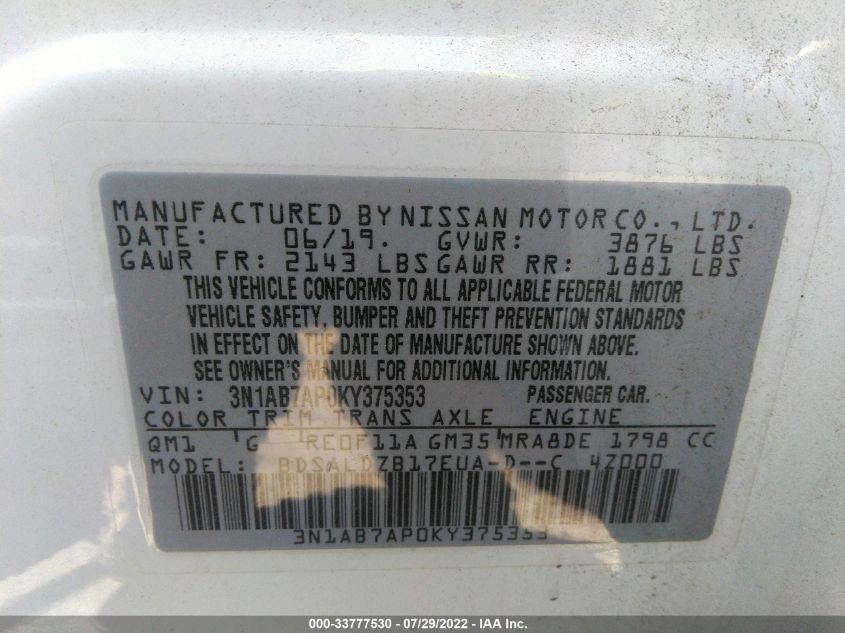 MANUFACTURED BY NISSAN MOTOR CO., LTD.
DATE: 06/19. GVWR: 3876 LBS
GAWR FR: 2143 LBS GAWR RR: 1881 LBS
THIS VEHICLE CONFORMS TO ALL APPLICABLE FEDERAL MOTOR
VEHICLE SAFETY, BUMPER AND THEFT PREVENTION STANDARDS
IN EFFECT ON THE DATE OF MANUFACTURE SHOWN ABOVE.
SEE OWNER'S MANUAL FOR ADDITIONAL INFORMATION.
VIN: 3N1AB7AP0KY375353 PASSENGER CAR.
COLOR TRIM TRANS AXLE ENGINE
QM1 'G 'RE0F11A GM35 'MRA8DE 1798 CC
MODEL: BDSALDZB17EUA-D--C 4Z000
3N1AB7AP0KY375353
000-33777530 - 07/29/2022 - IAA Inc.